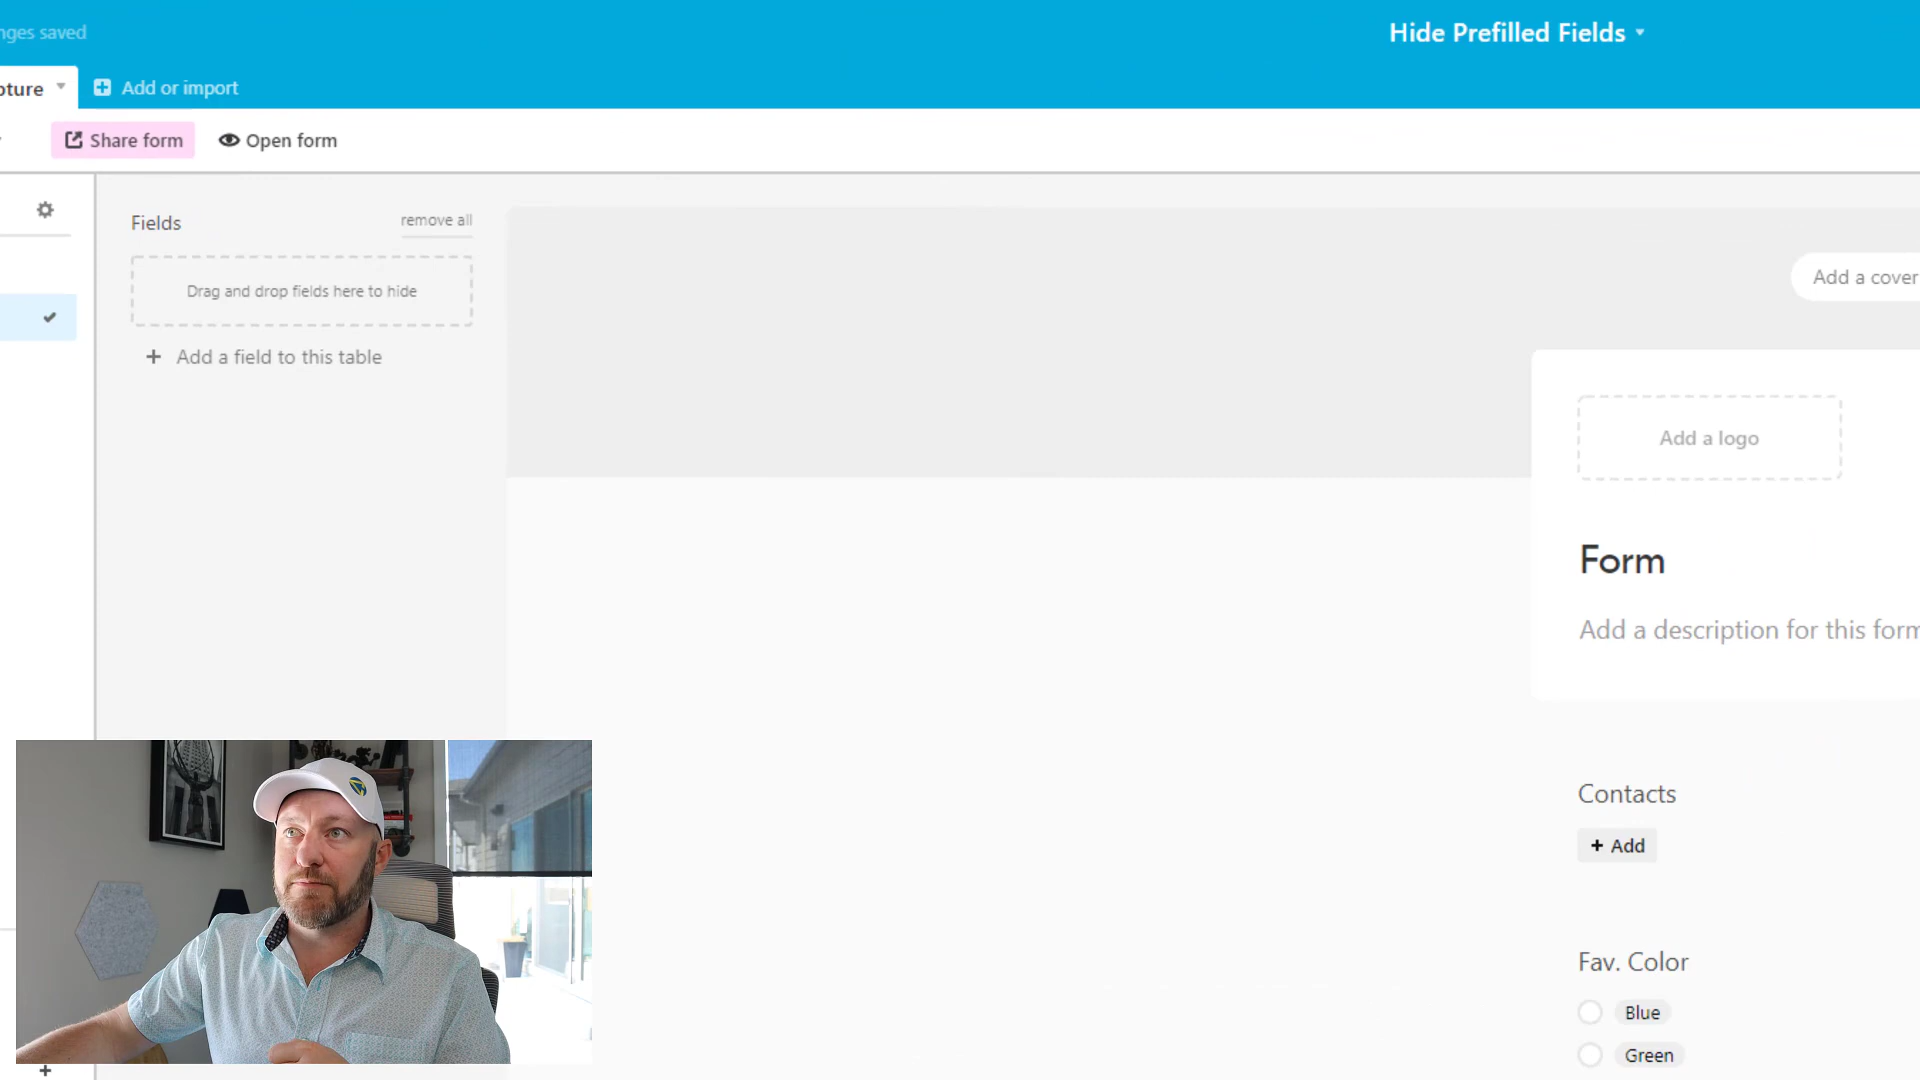 nges saved
Hide Prefilled Fields
pture
Add or import
Share form
Open form
Fields
remove all
Drag and drop fields here to hide
Add a field to this table
Add a cover
Add a logo
Form
Add a description for this form
Contacts
+ Add
Fav. Color
Blue
Green